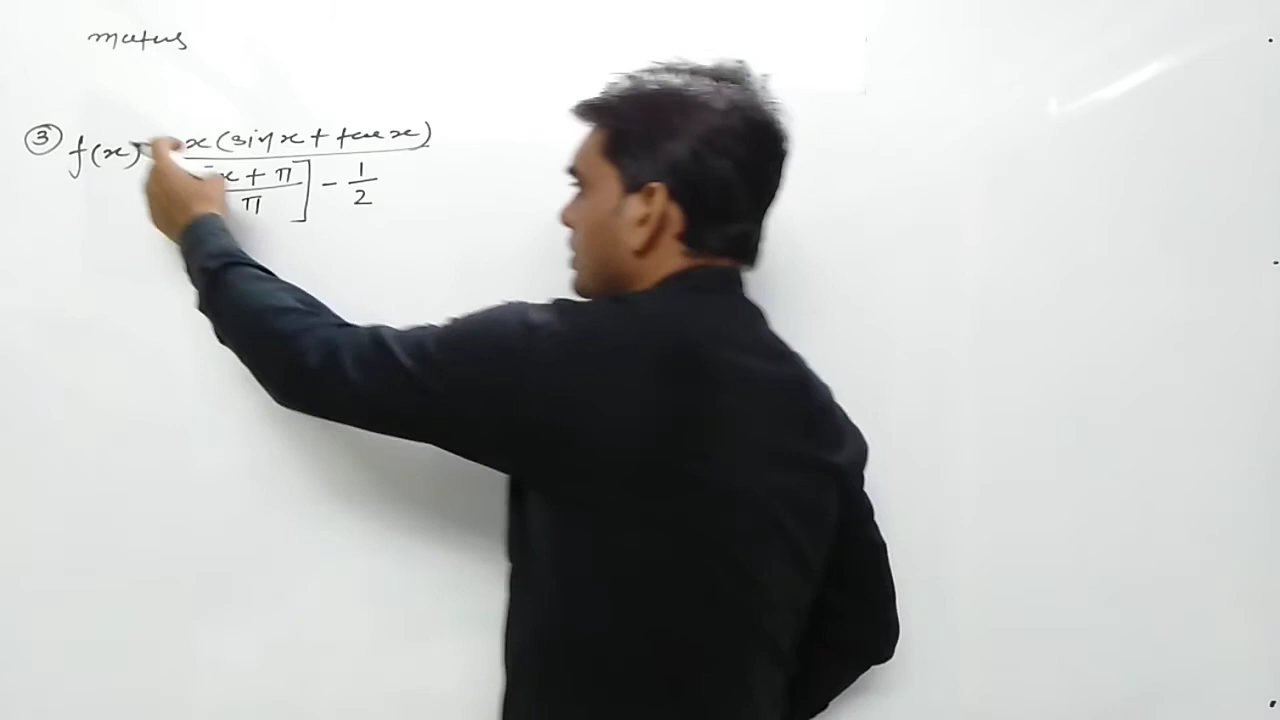 maths
③ f(x) = x(sin x + tan x)
x + π
π
] - 1/2